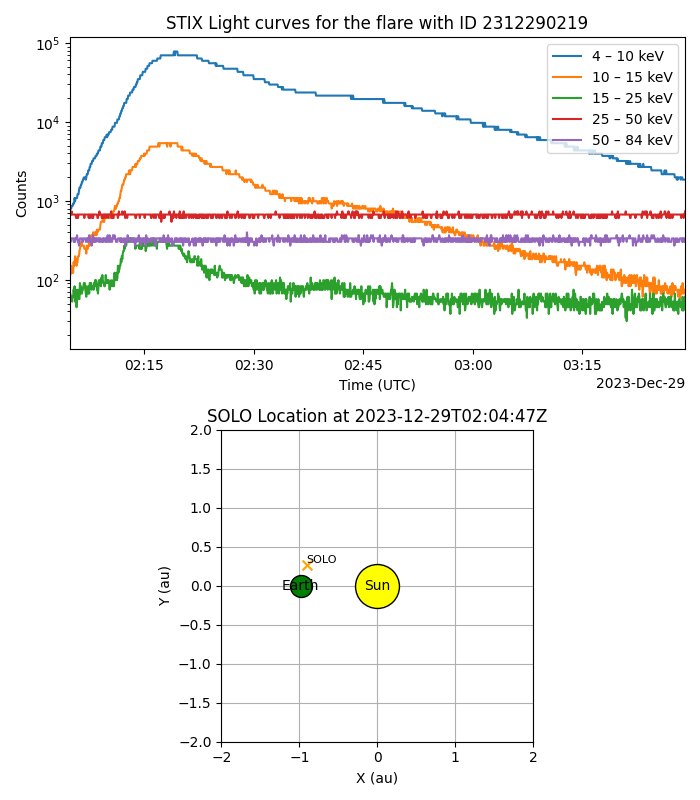 STIX Light curves for the flare with ID 2312290219
10⁵
10⁴
10³
10²
Counts
4 – 10 keV
10 – 15 keV
15 – 25 keV
25 – 50 keV
50 – 84 keV
02:15 02:30 02:45 03:00 03:15
Time (UTC)
2023-Dec-29
SOLO Location at 2023-12-29T02:04:47Z
2.0
1.5
1.0
0.5
0.0
−0.5
−1.0
−1.5
−2.0
Y (au)
SOLO
Earth
Sun
−2 −1 0 1 2
X (au)